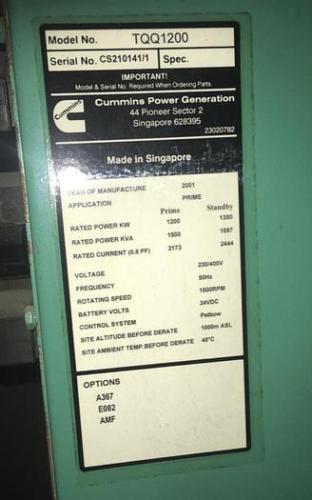 Model No. TQQ1200
Serial No. CS210141/1 Spec.
IMPORTANT!
Model & Serial No. Required When Ordering Parts
Cummins
Cummins Power Generation
44 Pioneer Sector 2
Singapore 628395
23020782
Made in Singapore
YEAR OF MANUFACTURE 2001
APPLICATION PRIME
Prime Standby
RATED POWER KW 1200 1350
RATED POWER KVA 1500 1687
RATED CURRENT (0.8 PF) 2173 2444
VOLTAGE 230/400V
FREQUENCY 50Hz
ROTATING SPEED 1500RPM
BATTERY VOLTS 24VDC
CONTROL SYSTEM Petbow
SITE ALTITUDE BEFORE DERATE 1000m ASL
SITE AMBIENT TEMP.BEFORE DERATE 40°C
OPTIONS
A367
E082
AMF